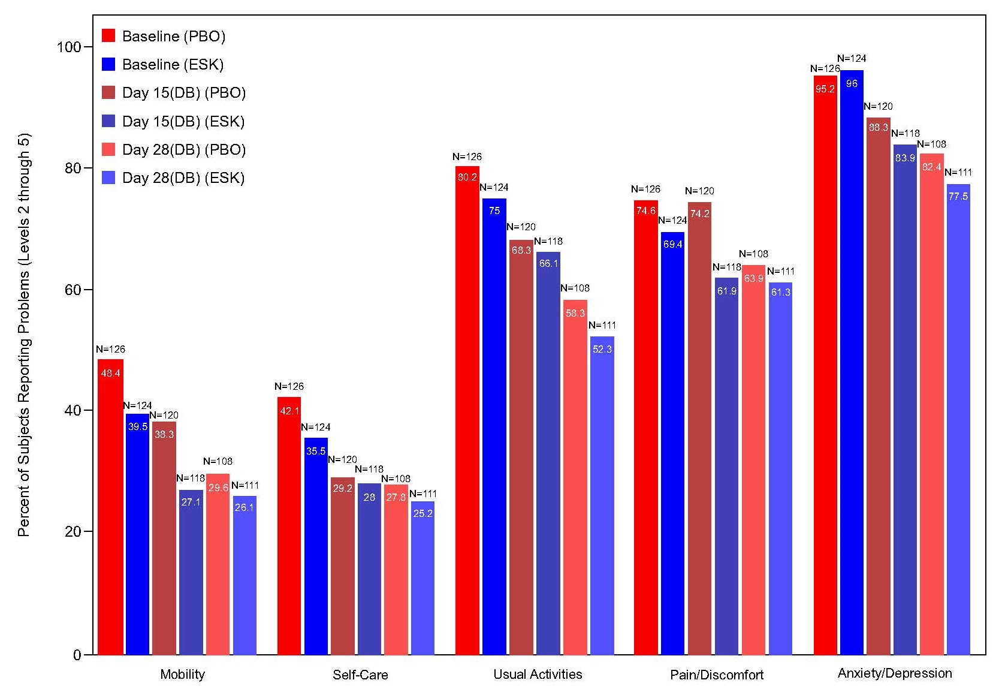 Percent of Subjects Reporting Problems (Levels 2 through 5)
100
80
60
40
20
0
Baseline (PBO)
Baseline (ESK)
Day 15(DB) (PBO)
Day 15(DB) (ESK)
Day 28(DB) (PBO)
Day 28(DB) (ESK)
N=126
48.4
N=124
39.5
N=120
38.3
N=118
27.1
N=108
29.6
N=111
26.1
N=126
42.1
N=124
35.5
N=120
29.2
N=118
28
N=108
27.8
N=111
25.2
N=126
80.2
N=124
75
N=120
68.3
N=118
66.1
N=108
58.3
N=111
52.3
N=126
74.6
N=124
69.4
N=120
74.2
N=118
61.9
N=108
63.9
N=111
61.3
N=126
95.2
N=124
96
N=120
88.3
N=118
83.9
N=108
82.4
N=111
77.5
Mobility
Self-Care
Usual Activities
Pain/Discomfort
Anxiety/Depression